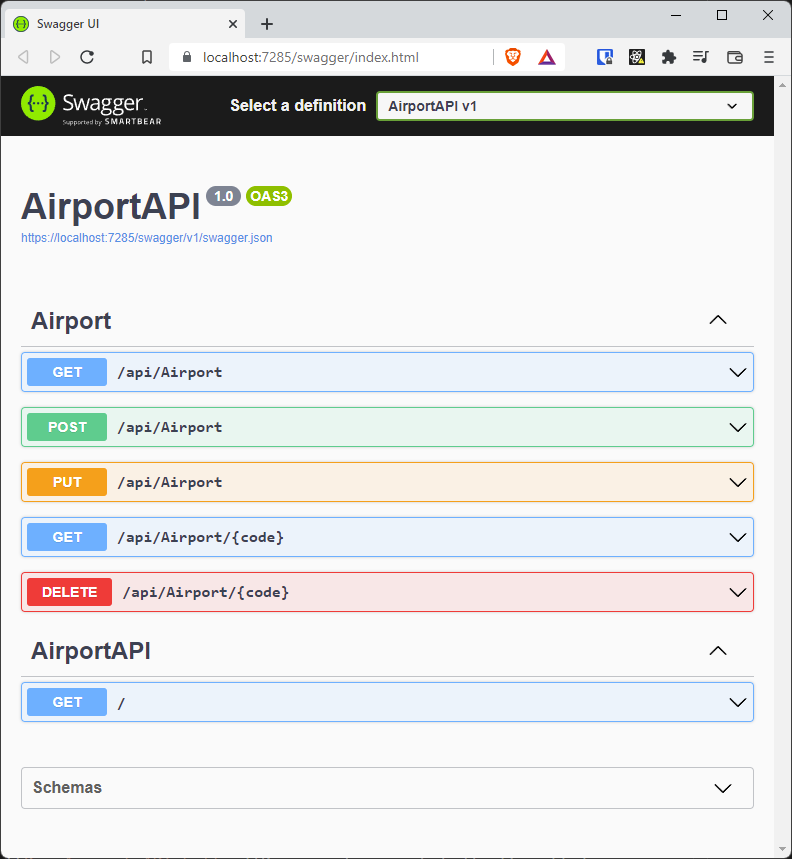 Swagger UI
localhost:7285/swagger/index.html
Swagger
Supported by SMARTBEAR
Select a definition
AirportAPI v1
AirportAPI 1.0 OAS3
https://localhost:7285/swagger/v1/swagger.json
Airport
GET /api/Airport
POST /api/Airport
PUT /api/Airport
GET /api/Airport/{code}
DELETE /api/Airport/{code}
AirportAPI
GET /
Schemas